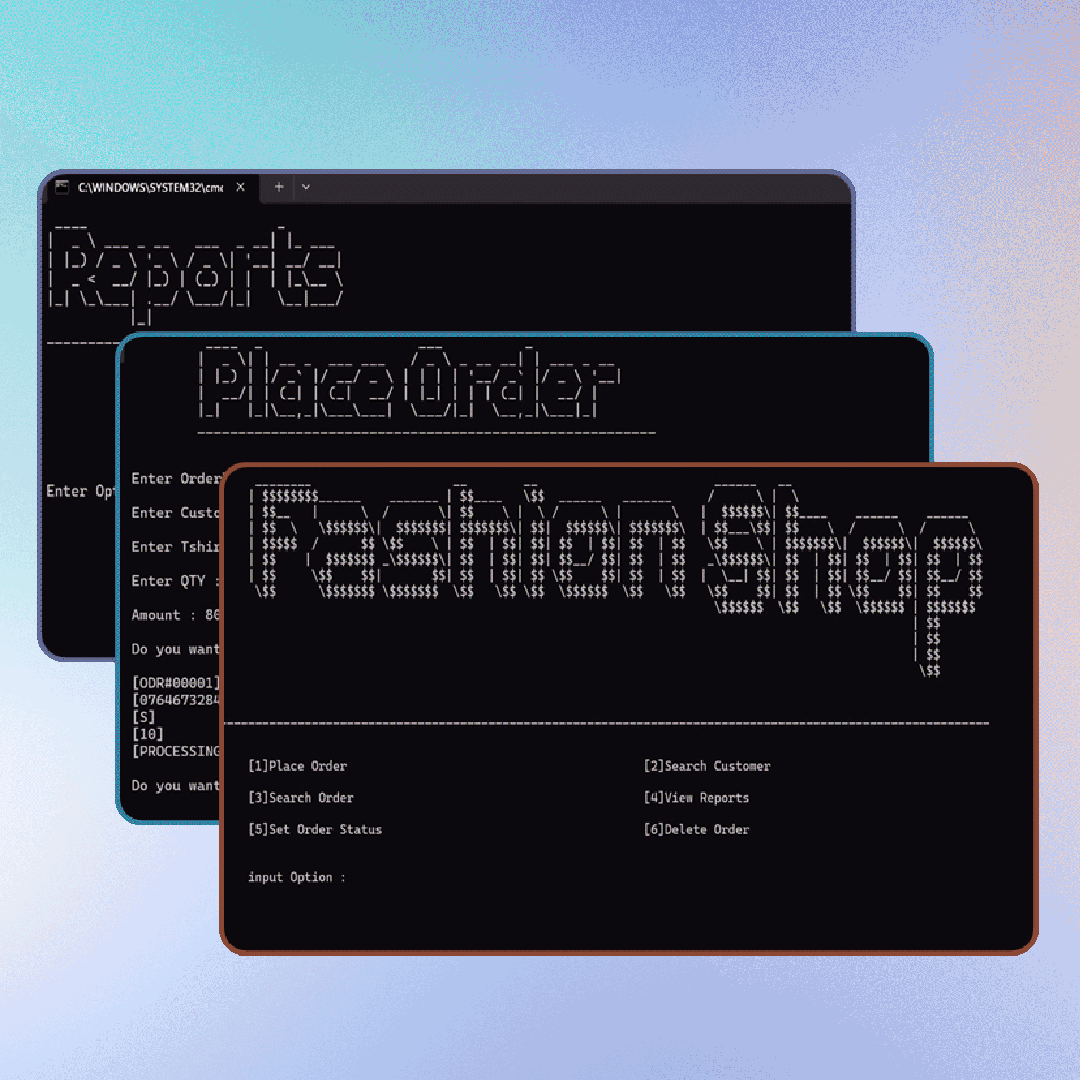 C:\WINDOWS\SYSTEM32\cmd
Reports
Enter Opt
Place Order
Enter Order
Enter Custo
Enter Tshir
Enter QTY :
Amount : 80
Do you want
[ODR#00001]
[0764673284
[S]
[10]
[PROCESSING
Do you want
Fashion Shop
[1]Place Order [2]Search Customer
[3]Search Order [4]View Reports
[5]Set Order Status [6]Delete Order
input Option :